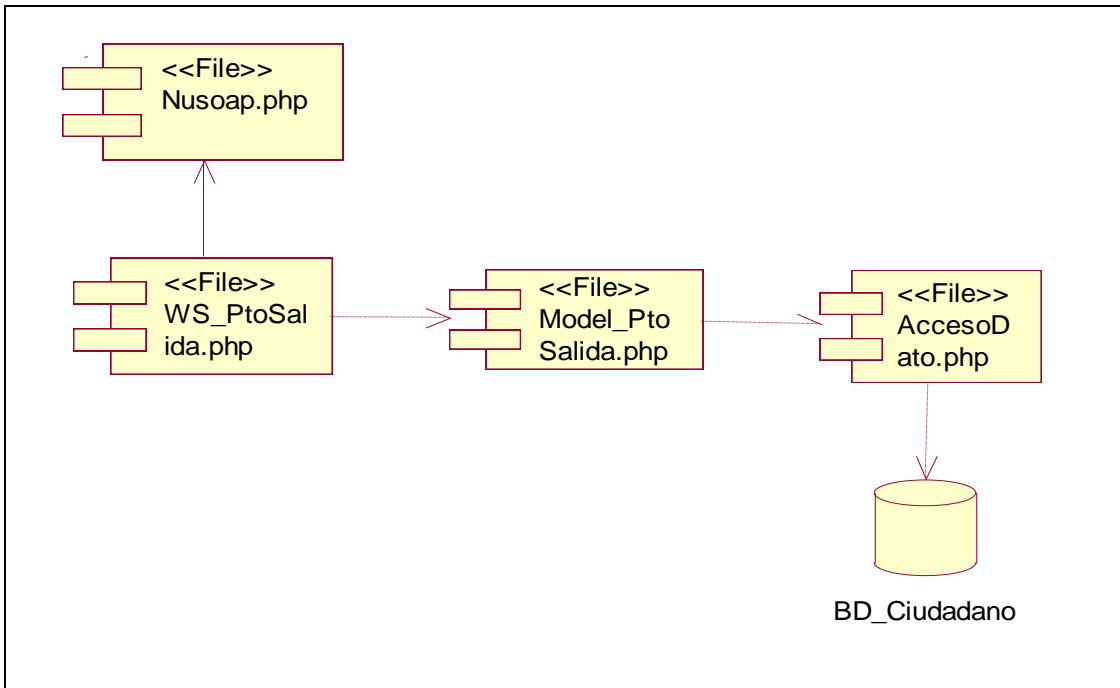 <<File>>
Nusoap.php
<<File>>
WS_PtoSal
ida.php
<<File>>
Model_Pto
Salida.php
<<File>>
AccesoD
ato.php
BD_Ciudadano